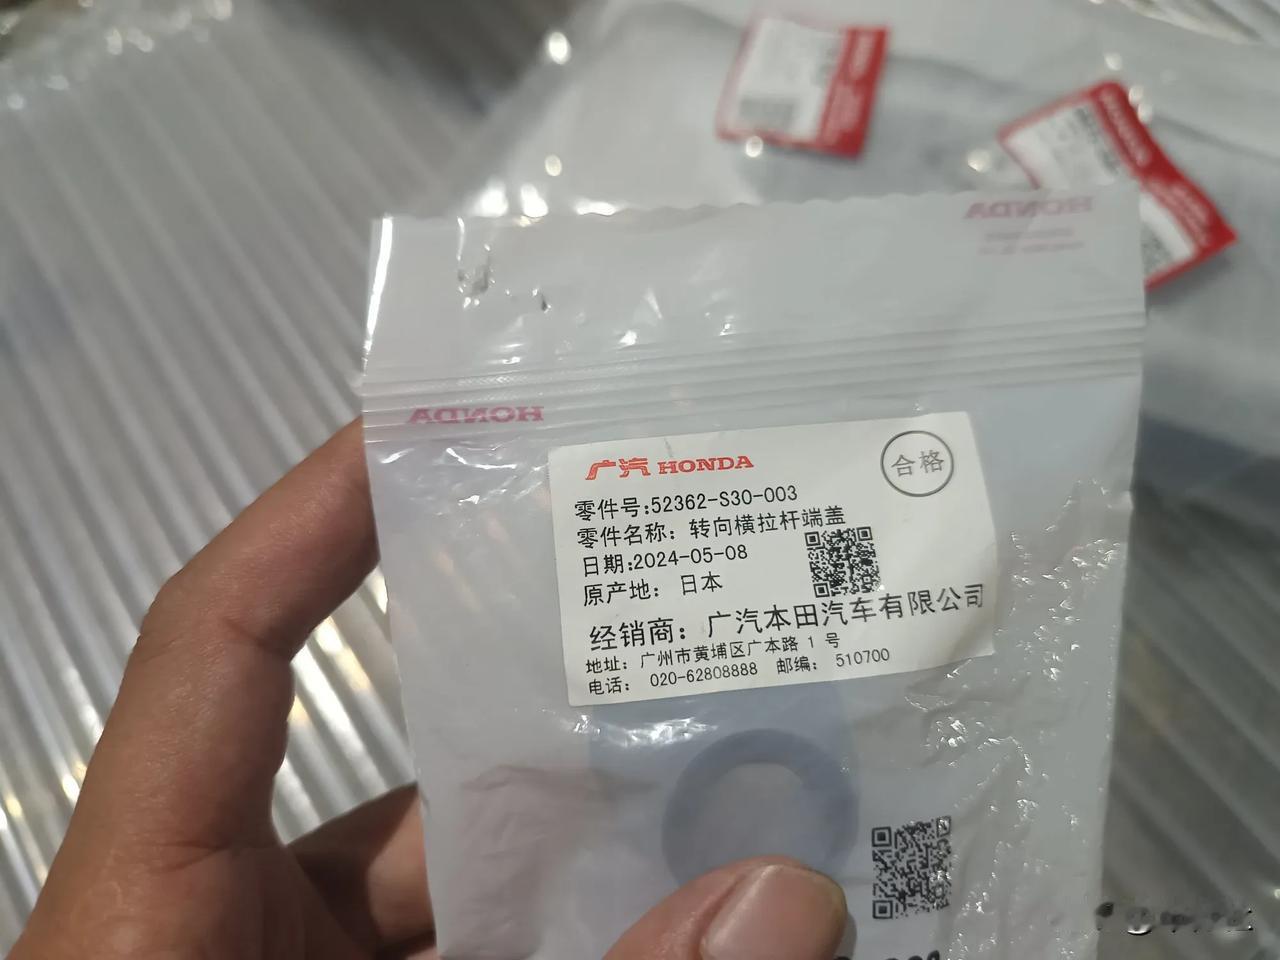 HONDA
HONDA
HONDA
HONDA
广汽 HONDA
合格
零件号:52362-S30-003
零件名称：转向横拉杆端盖
日期:2024-05-08
原产地：日本
经销商：广汽本田汽车有限公司
地址：广州市黄埔区广本路 1 号
电话：020-62808888 邮编：510700